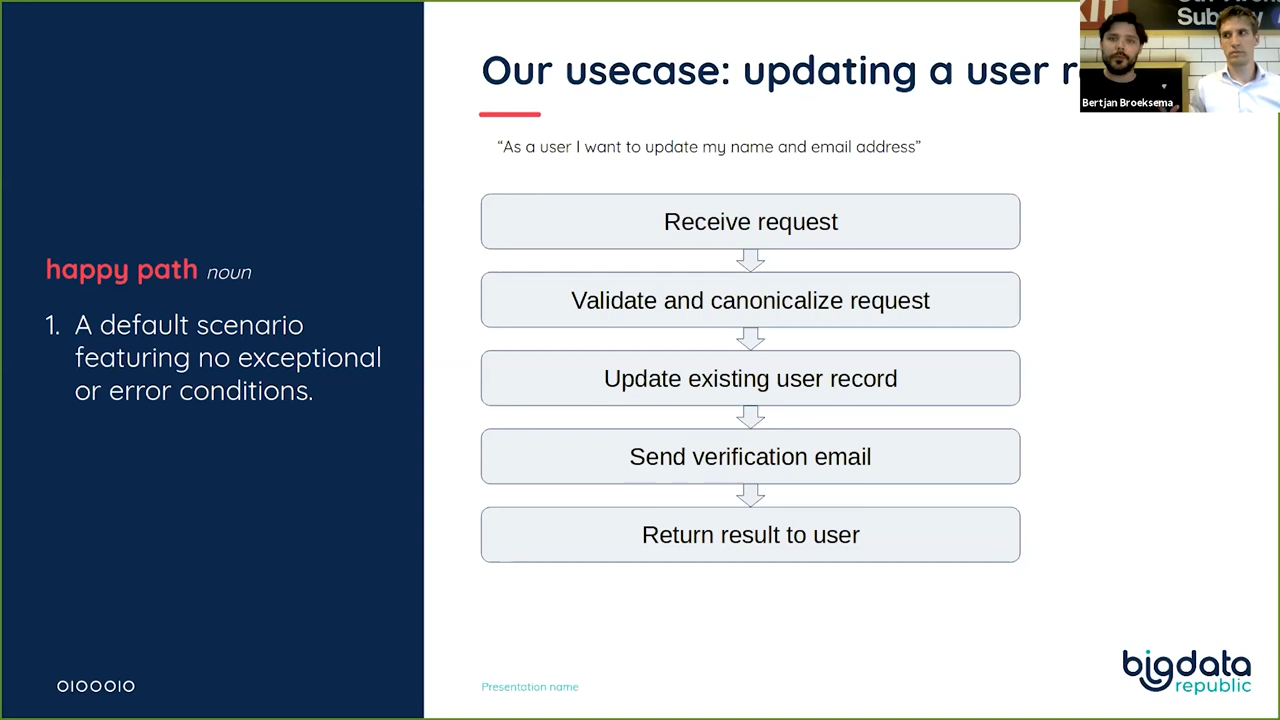 Our usecase: updating a user r
"As a user I want to update my name and email address"
happy path noun
1. A default scenario
featuring no exceptional
or error conditions.
Receive request
Validate and canonicalize request
Update existing user record
Send verification email
Return result to user
0100010
Presentation name
bigdata
republic
Bertjan Broeksema